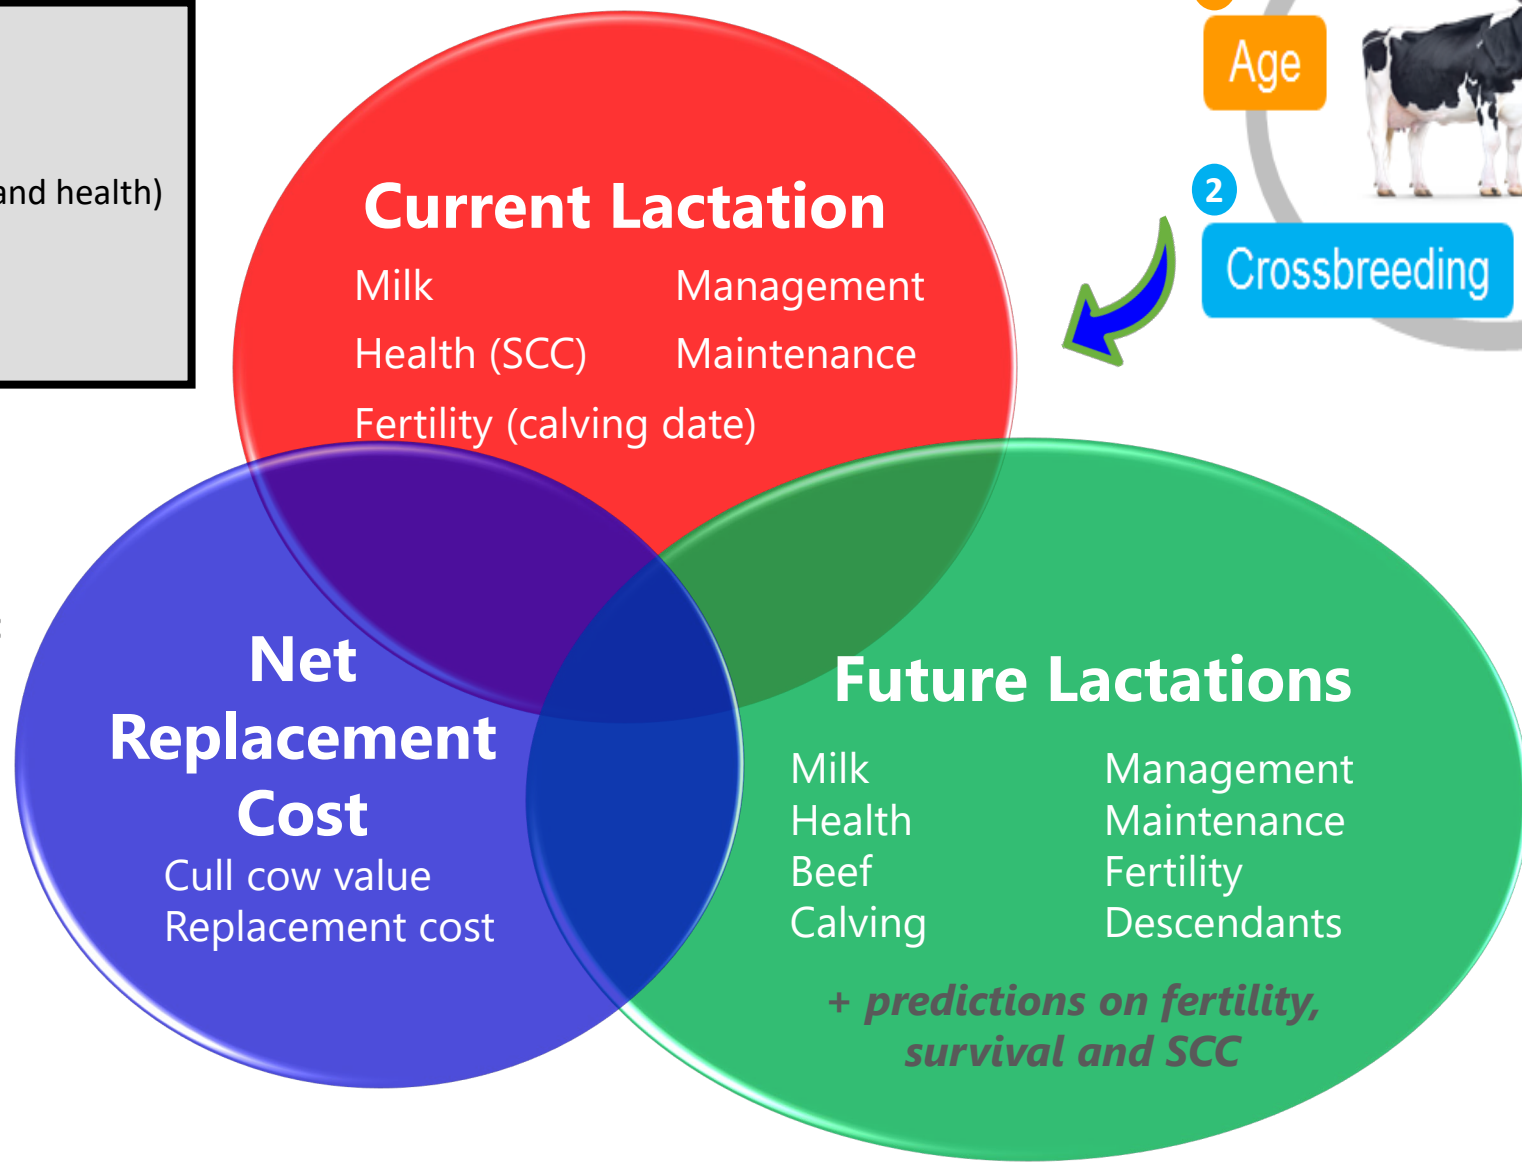 and health)
Age
2
Crossbreeding
Current Lactation
Milk Management
Health (SCC) Maintenance
Fertility (calving date)
Net
Replacement
Cost
Cull cow value
Replacement cost
Future Lactations
Milk Management
Health Maintenance
Beef Fertility
Calving Descendants
+ predictions on fertility,
survival and SCC